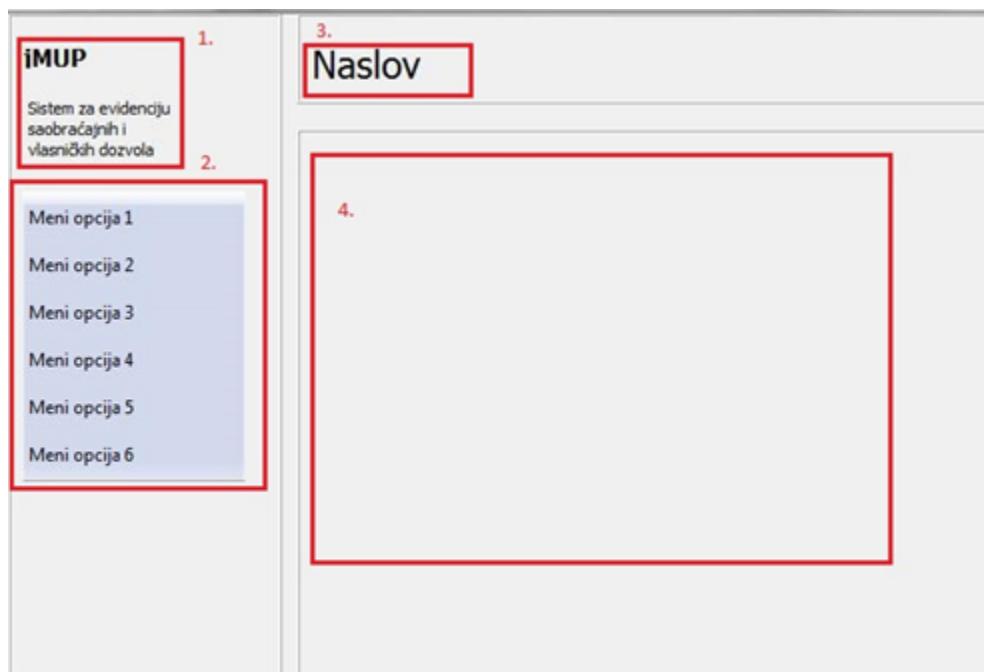 1.
jMUP
Sistem za evidenciju
saobraćajnih i
vlasničkih dozvola
2.
Meni opcija 1
Meni opcija 2
Meni opcija 3
Meni opcija 4
Meni opcija 5
Meni opcija 6
3.
Naslov
4.